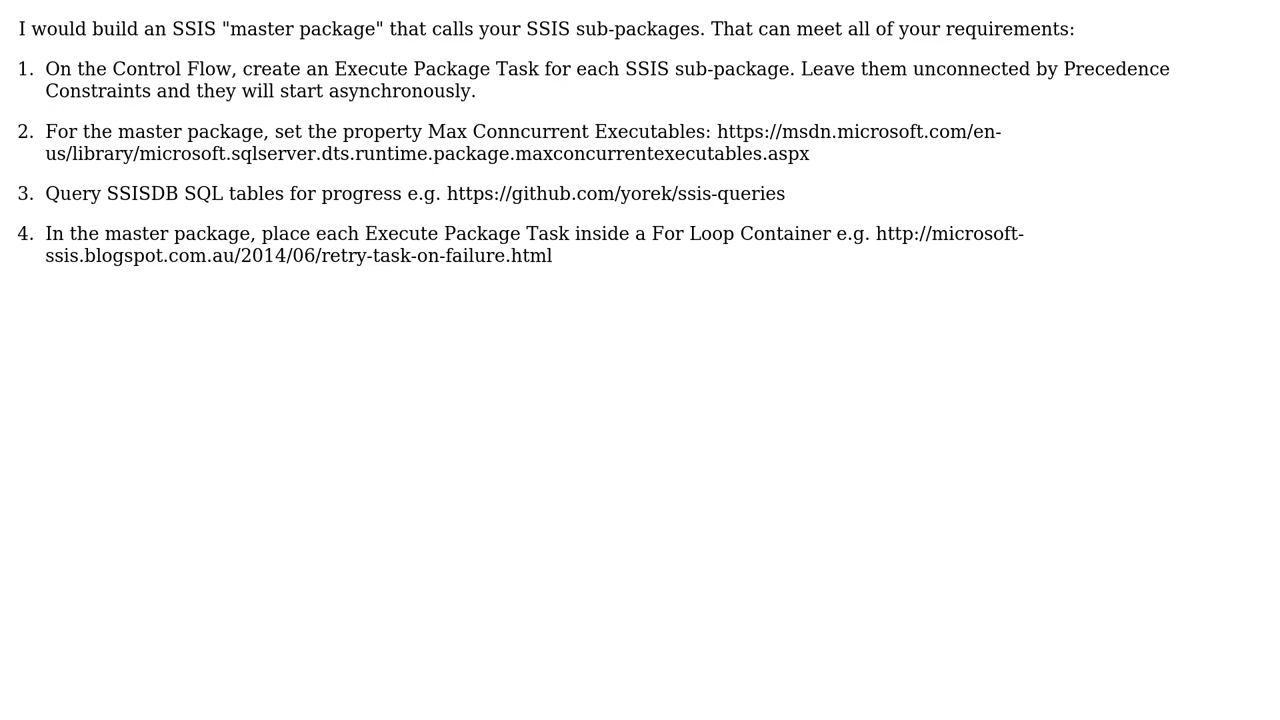 I would build an SSIS "master package" that calls your SSIS sub-packages. That can meet all of your requirements:
1. On the Control Flow, create an Execute Package Task for each SSIS sub-package. Leave them unconnected by Precedence
Constraints and they will start asynchronously.
2. For the master package, set the property Max Conncurrent Executables: https://msdn.microsoft.com/en-
us/library/microsoft.sqlserver.dts.runtime.package.maxconcurrentexecutables.aspx
3. Query SSISDB SQL tables for progress e.g. https://github.com/yorek/ssis-queries
4. In the master package, place each Execute Package Task inside a For Loop Container e.g. http://microsoft-
ssis.blogspot.com.au/2014/06/retry-task-on-failure.html